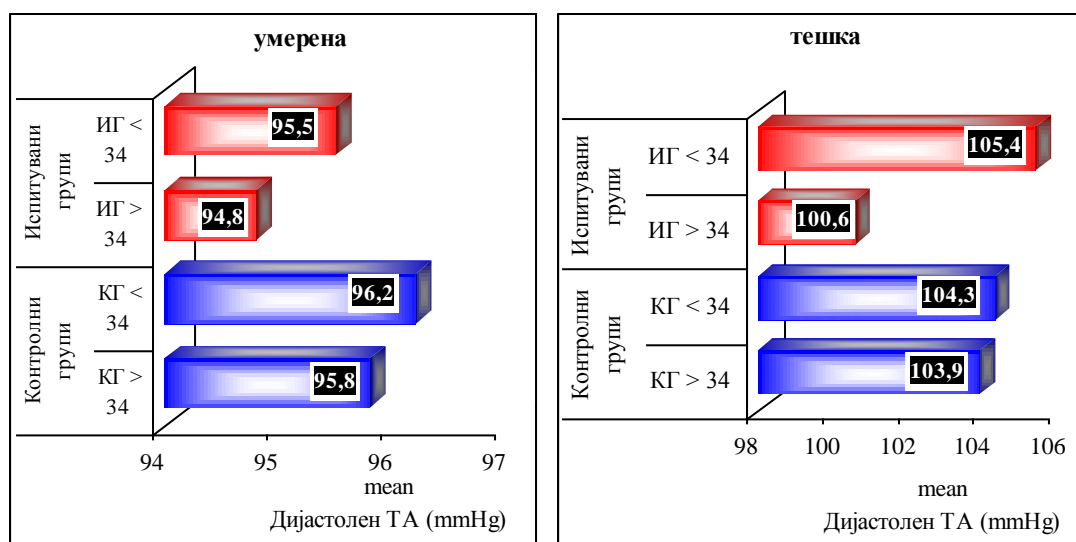 умерена
Испитувани
групи
ИГ <
34
95,5
ИГ >
34
94,8
Контролни
групи
КГ <
34
96,2
КГ >
34
95,8
94 95 96 97
mean
Дијастолен ТА (mmHg)
тешка
Испитувани
групи
ИГ < 34
105,4
ИГ > 34
100,6
Контролни
групи
КГ < 34
104,3
КГ > 34
103,9
98 100 102 104 106
mean
Дијастолен ТА (mmHg)